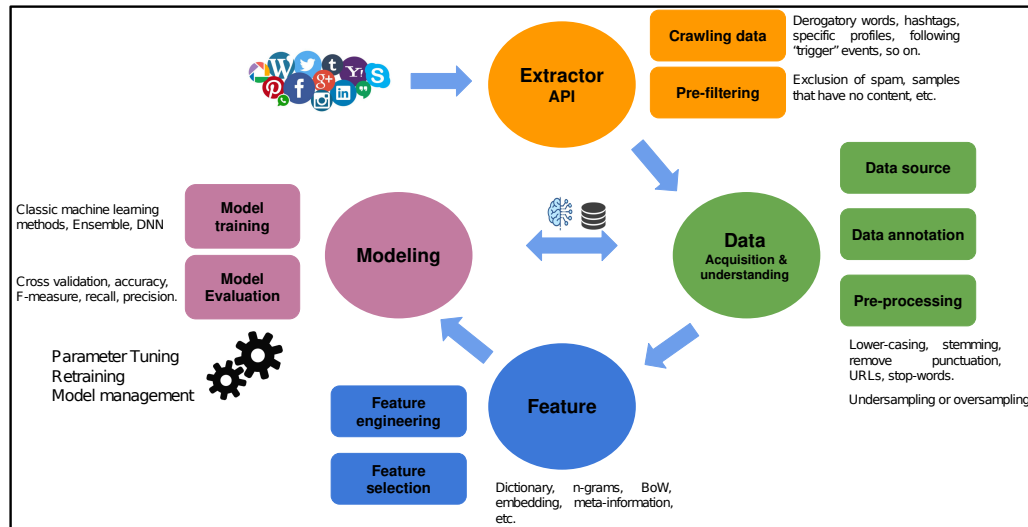 Extractor
API
Crawling data
Derogatory words, hashtags,
specific profiles, following
"trigger" events, so on.
Pre-filtering
Exclusion of spam, samples
that have no content, etc.
Data source
Data annotation
Pre-processing
Data
Acquisition &
understanding
Lower-casing, stemming,
remove punctuation,
URLs, stop-words.
Undersampling or oversampling
Feature
Feature
engineering
Feature
selection
Dictionary, n-grams, BoW,
embedding, meta-information,
etc.
Modeling
Model
training
Classic machine learning
methods, Ensemble, DNN
Model
Evaluation
Cross validation, accuracy,
F-measure, recall, precision.
Parameter Tuning
Retraining
Model management